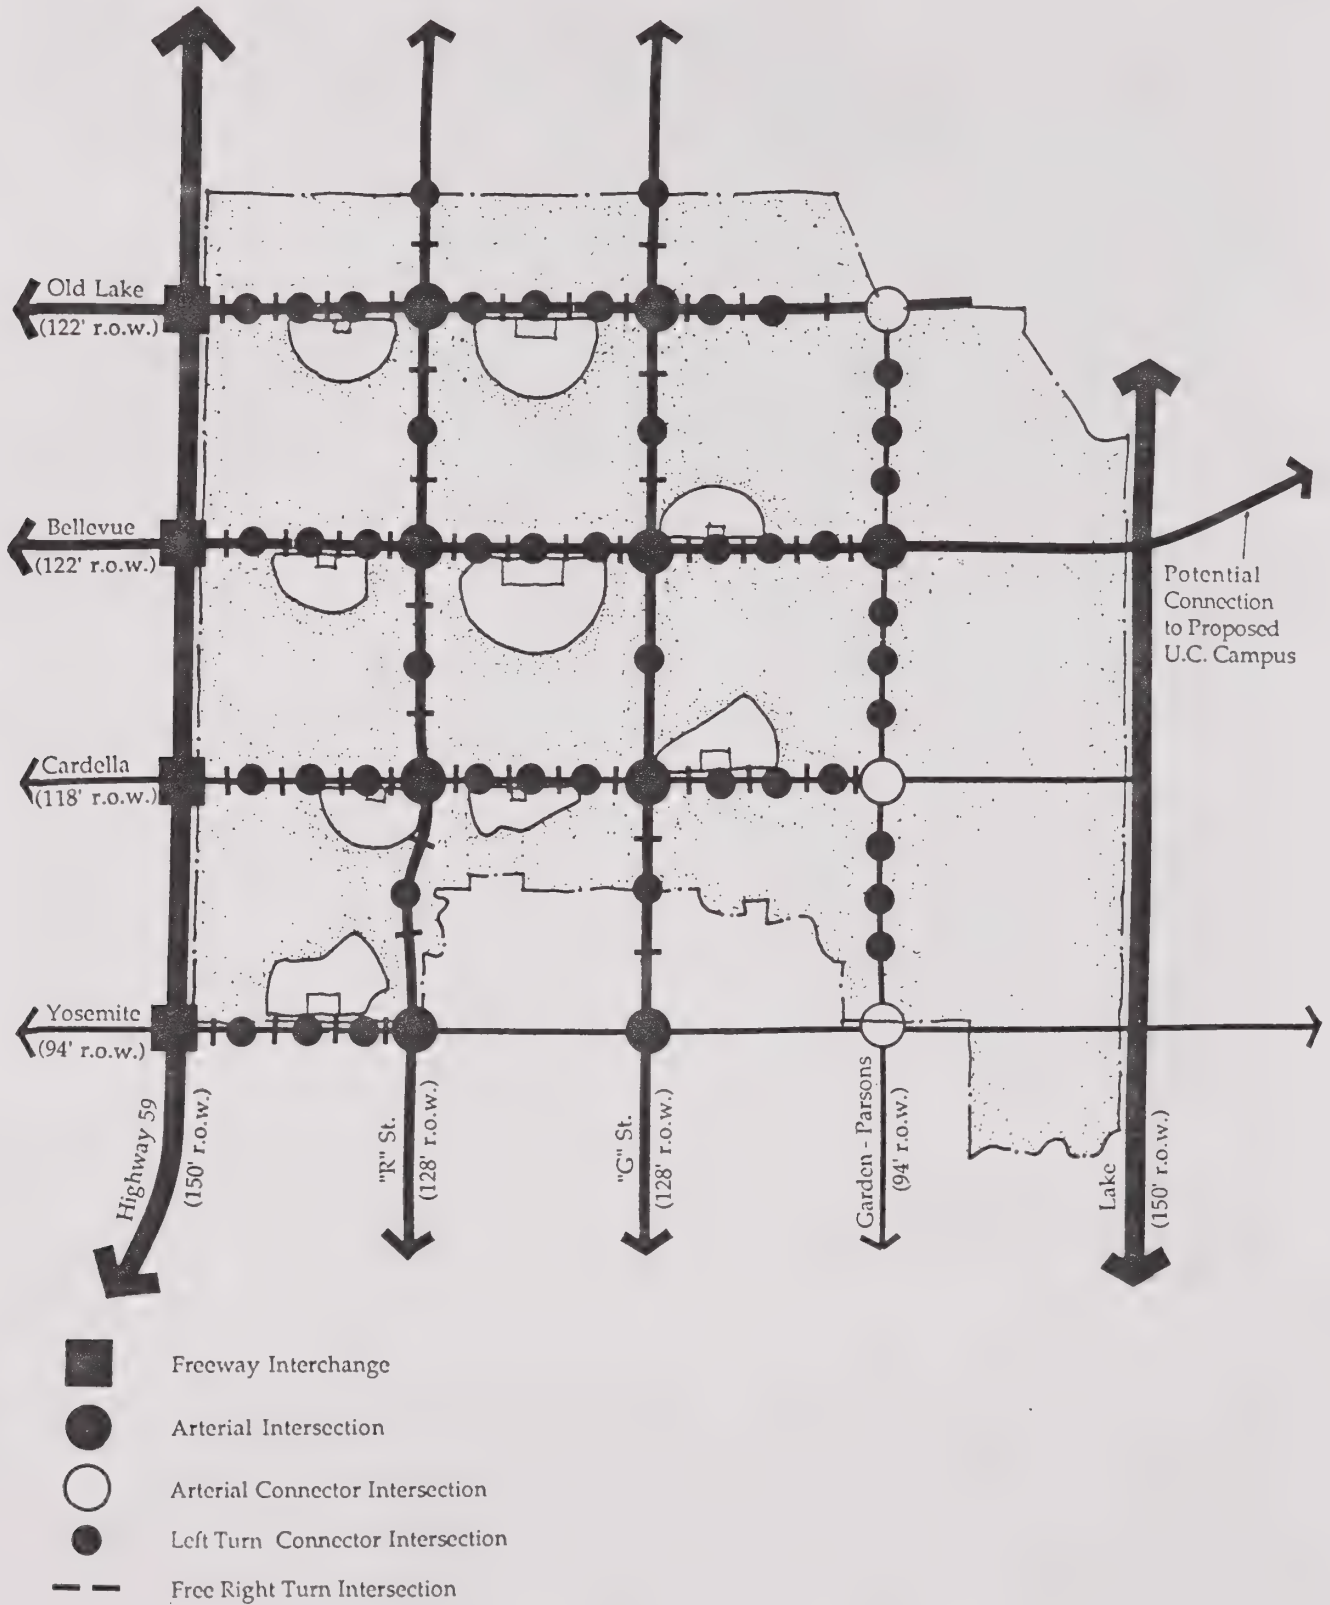 Old Lake
(122' r.o.w.)
Bellevue
(122' r.o.w.)
Potential
Connection
to Proposed
U.C. Campus
Cardella
(118' r.o.w.)
Yosemite
(94' r.o.w.)
Highway 59
(150' r.o.w.)
"R" St.
(128' r.o.w.)
"G" St.
(128' r.o.w.)
Garden - Parsons
(94' r.o.w.)
Lake
(150' r.o.w.)
Freeway Interchange
Arterial Intersection
Arterial Connector Intersection
Left Turn Connector Intersection
Free Right Turn Intersection